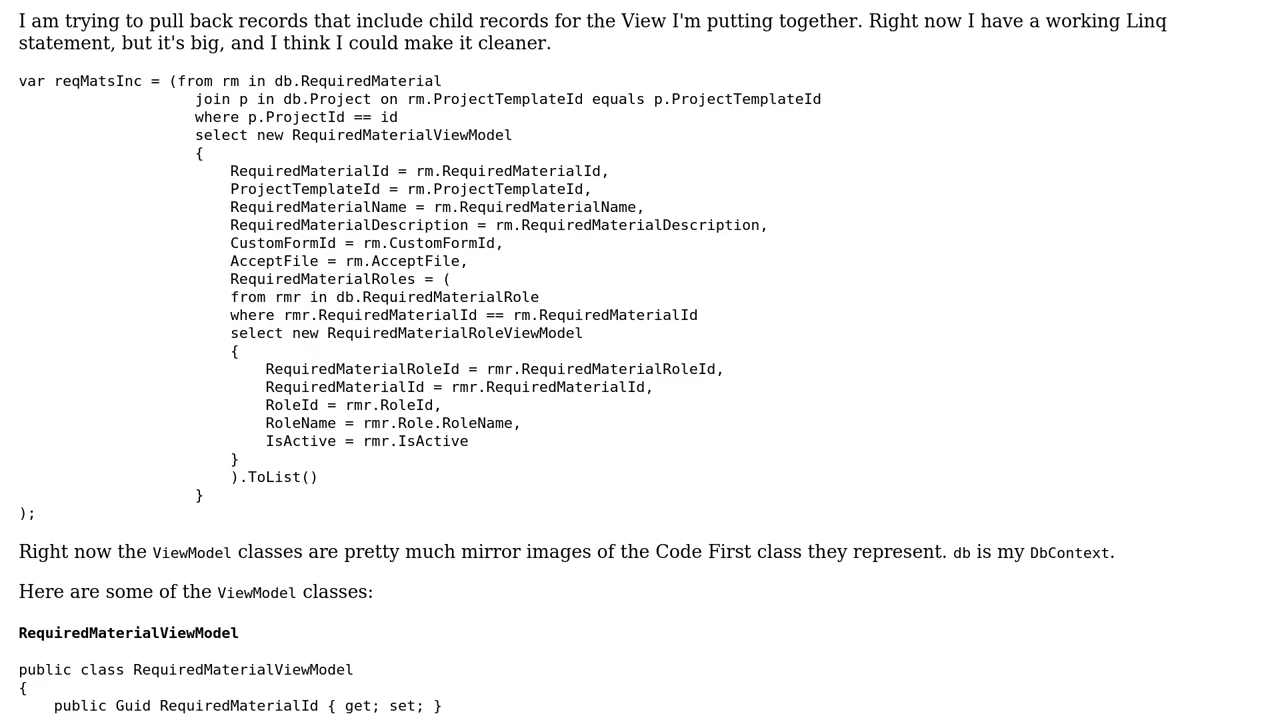 I am trying to pull back records that include child records for the View I'm putting together. Right now I have a working Linq
statement, but it's big, and I think I could make it cleaner.
var reqMatsInc = (from rm in db.RequiredMaterial
                    join p in db.Project on rm.ProjectTemplateId equals p.ProjectTemplateId
                    where p.ProjectId == id
                    select new RequiredMaterialViewModel
                    {
                        RequiredMaterialId = rm.RequiredMaterialId,
                        ProjectTemplateId = rm.ProjectTemplateId,
                        RequiredMaterialName = rm.RequiredMaterialName,
                        RequiredMaterialDescription = rm.RequiredMaterialDescription,
                        CustomFormId = rm.CustomFormId,
                        AcceptFile = rm.AcceptFile,
                        RequiredMaterialRoles = (
                        from rmr in db.RequiredMaterialRole
                        where rmr.RequiredMaterialId == rm.RequiredMaterialId
                        select new RequiredMaterialRoleViewModel
                        {
                            RequiredMaterialRoleId = rmr.RequiredMaterialRoleId,
                            RequiredMaterialId = rmr.RequiredMaterialId,
                            RoleId = rmr.RoleId,
                            RoleName = rmr.Role.RoleName,
                            IsActive = rmr.IsActive
                        }
                        ).ToList()
                    }
);
Right now the ViewModel classes are pretty much mirror images of the Code First class they represent. db is my DbContext.
Here are some of the ViewModel classes:
RequiredMaterialViewModel
public class RequiredMaterialViewModel
{
    public Guid RequiredMaterialId { get; set; }